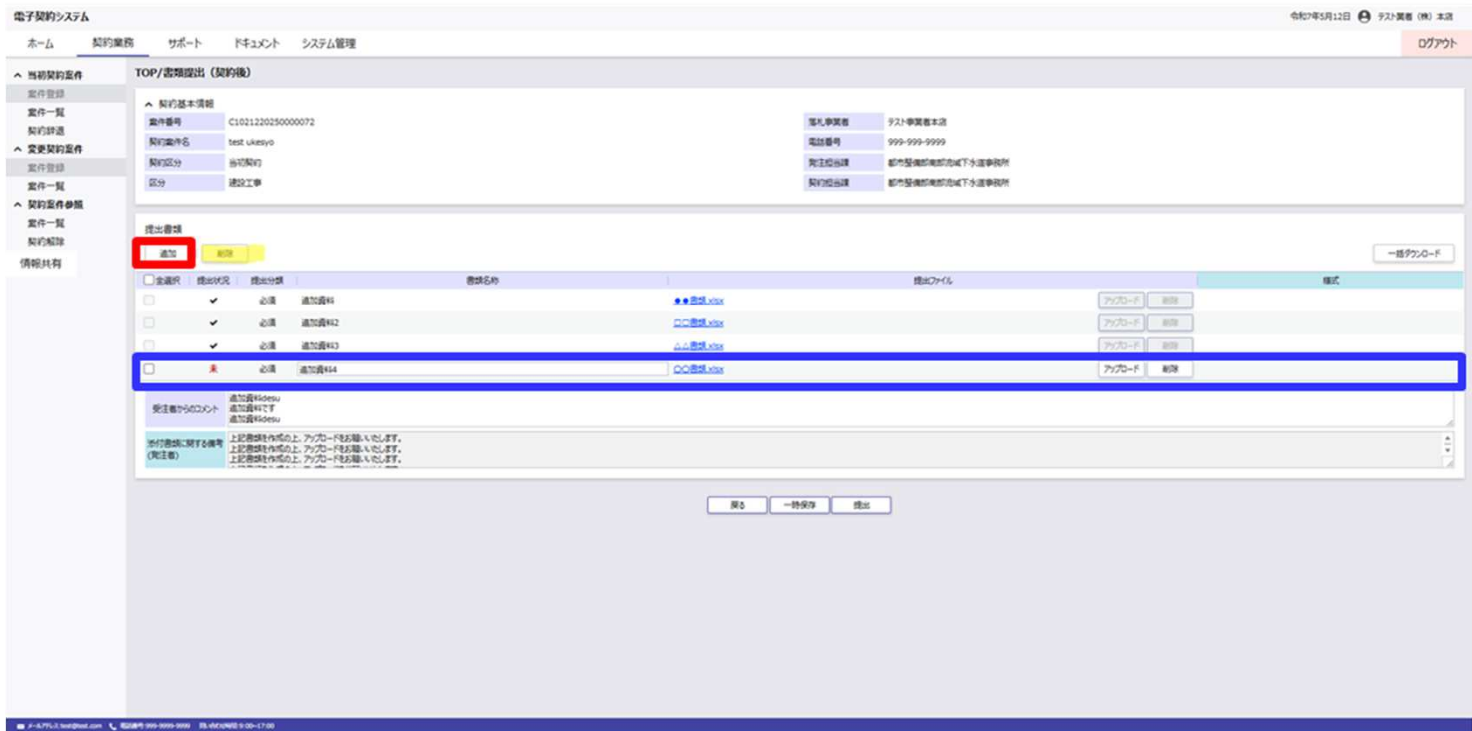 電子契約システム
令和7年5月12日 テスト業者 (株) 本店
ホーム 契約業務 サポート ドキュメント システム管理 ログアウト
当初契約案件
案件登録
案件一覧
契約辞退
変更契約案件
案件登録
案件一覧
契約案件参照
案件一覧
契約解除
情報共有
TOP/書類提出（契約後）
契約基本情報
案件番号 C1021220250000072 落札事業者 テスト事業者本店
契約案件名 test ukesyo 電話番号 999-999-9999
契約区分 当初契約 発注担当課 都市整備部南部流域下水道事務所
区分 建設工事 契約担当課 都市整備部南部流域下水道事務所
提出書類
追加 削除 一括ダウンロード
全選択 提出状況 提出分類 書類名称 提出ファイル 様式
✔ 必須 追加資料 ●●書類.xlsx アップロード 削除
✔ 必須 追加資料2 □□書類.xlsx アップロード 削除
✔ 必須 追加資料3 △△書類.xlsx アップロード 削除
未 必須 追加資料4 〇〇書類.xlsx アップロード 削除
受注者からのコメント
追加資料desu
追加資料です
追加資料desu
添付書類に関する備考
(発注者)
上記書類を作成の上、アップロードをお願いいたします。
上記書類を作成の上、アップロードをお願いいたします。
上記書類を作成の上、アップロードをお願いいたします。
戻る 一時保存 提出
メールアドレス:test@test.com 電話番号:999-9999-9999 9:00~17:00